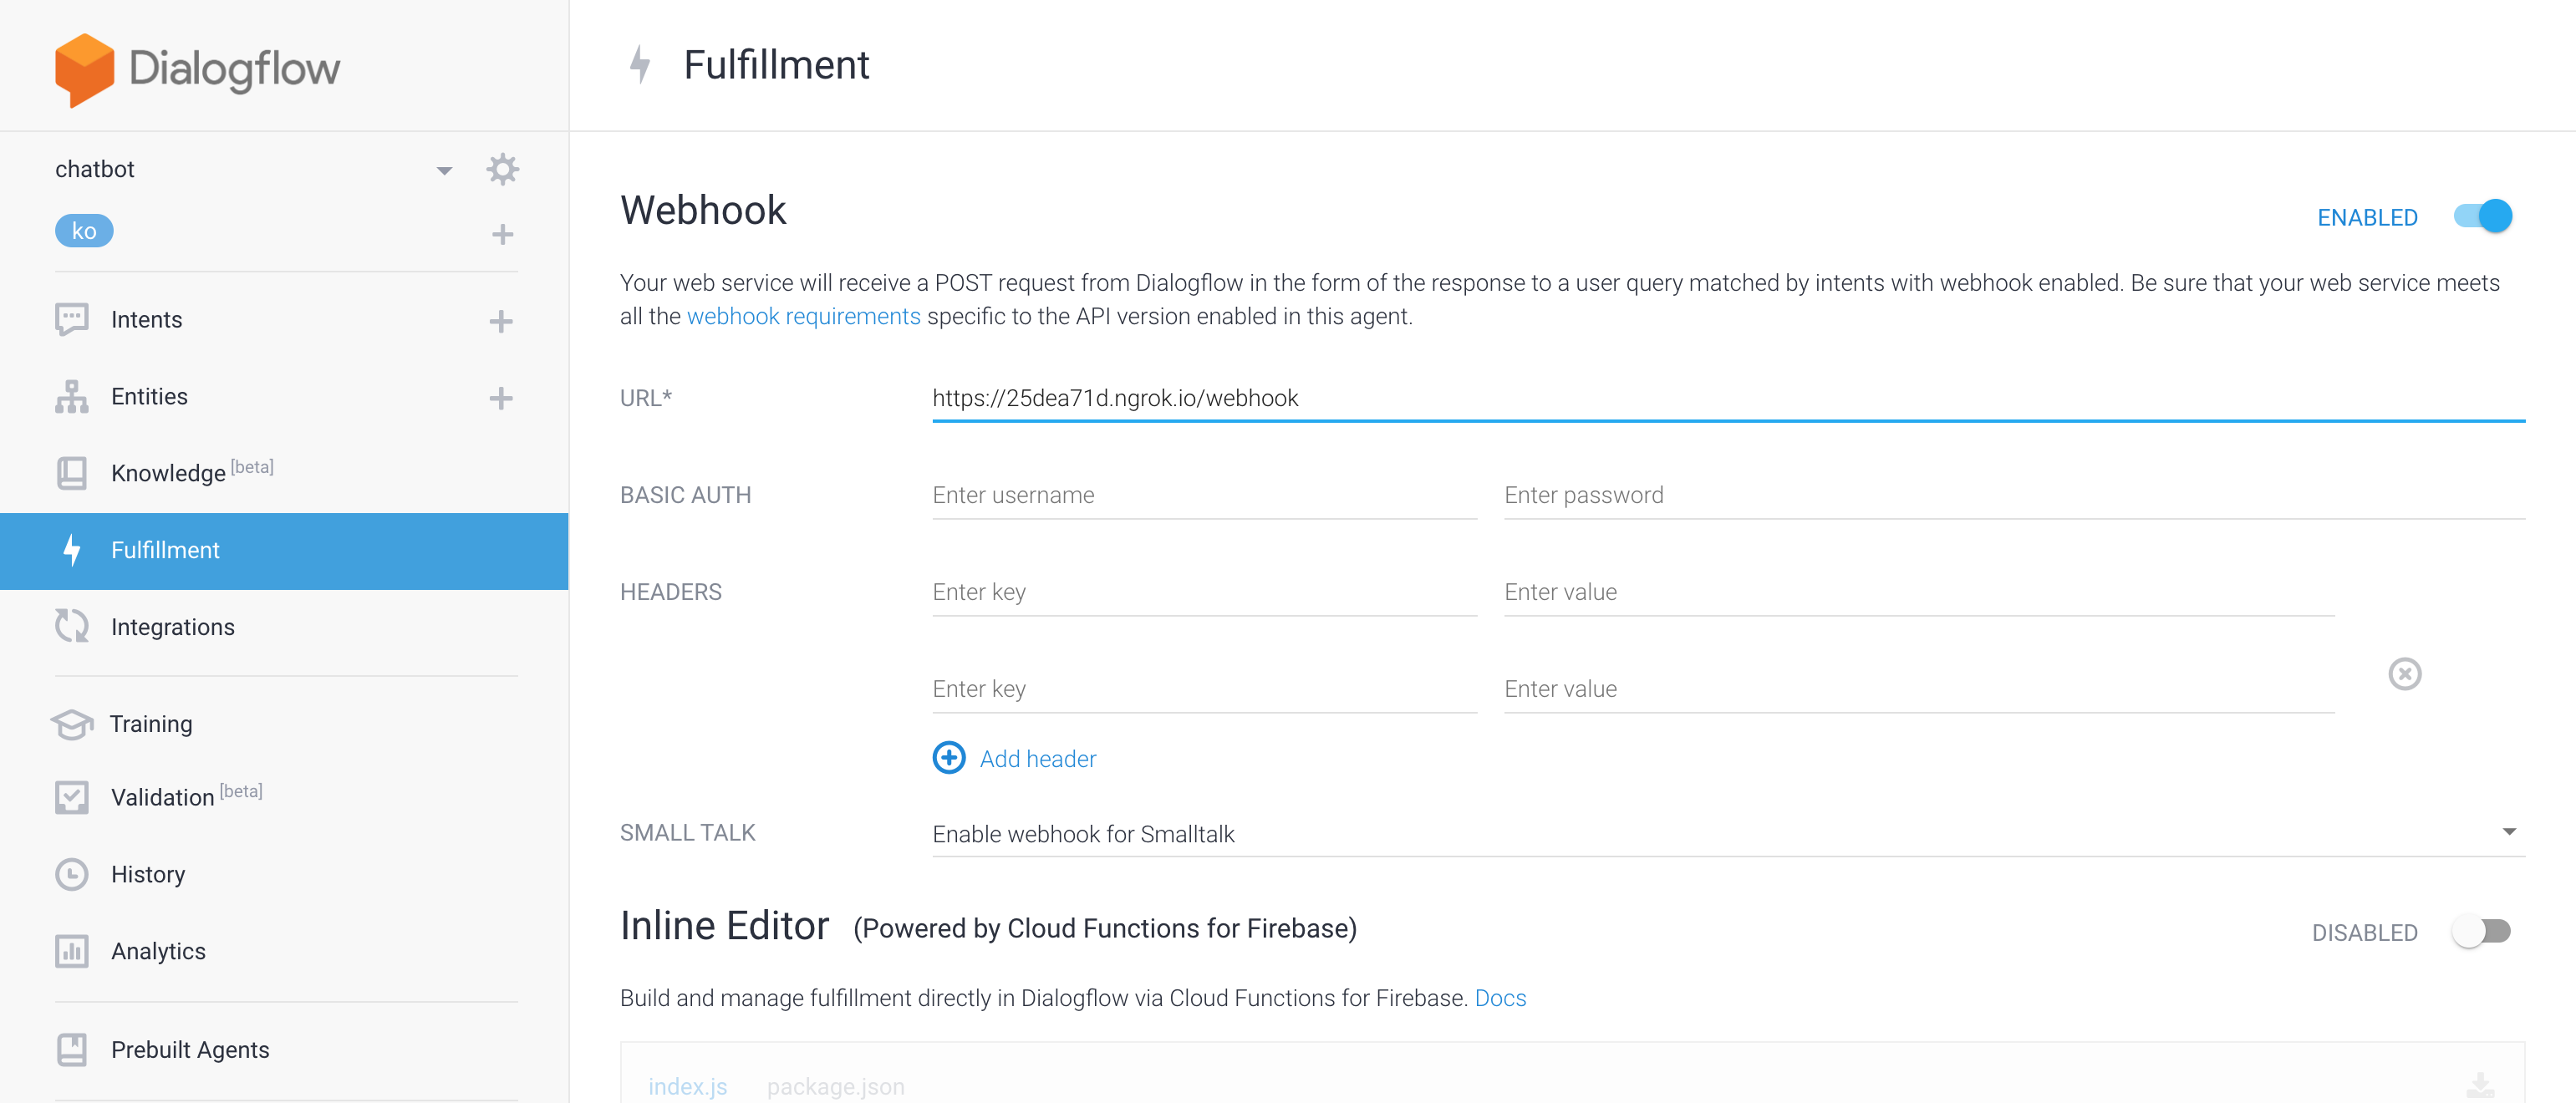 Dialogflow
chatbot
ko
Intents
Entities
Knowledge [beta]
Fulfillment
Integrations
Training
Validation [beta]
History
Analytics
Prebuilt Agents
Fulfillment
Webhook
ENABLED
Your web service will receive a POST request from Dialogflow in the form of the response to a user query matched by intents with webhook enabled. Be sure that your web service meets
all the webhook requirements specific to the API version enabled in this agent.
URL* https://25dea71d.ngrok.io/webhook
BASIC AUTH Enter username Enter password
HEADERS Enter key Enter value
Enter key Enter value
Add header
SMALL TALK Enable webhook for Smalltalk
Inline Editor (Powered by Cloud Functions for Firebase) DISABLED
Build and manage fulfillment directly in Dialogflow via Cloud Functions for Firebase. Docs
index.js package.json